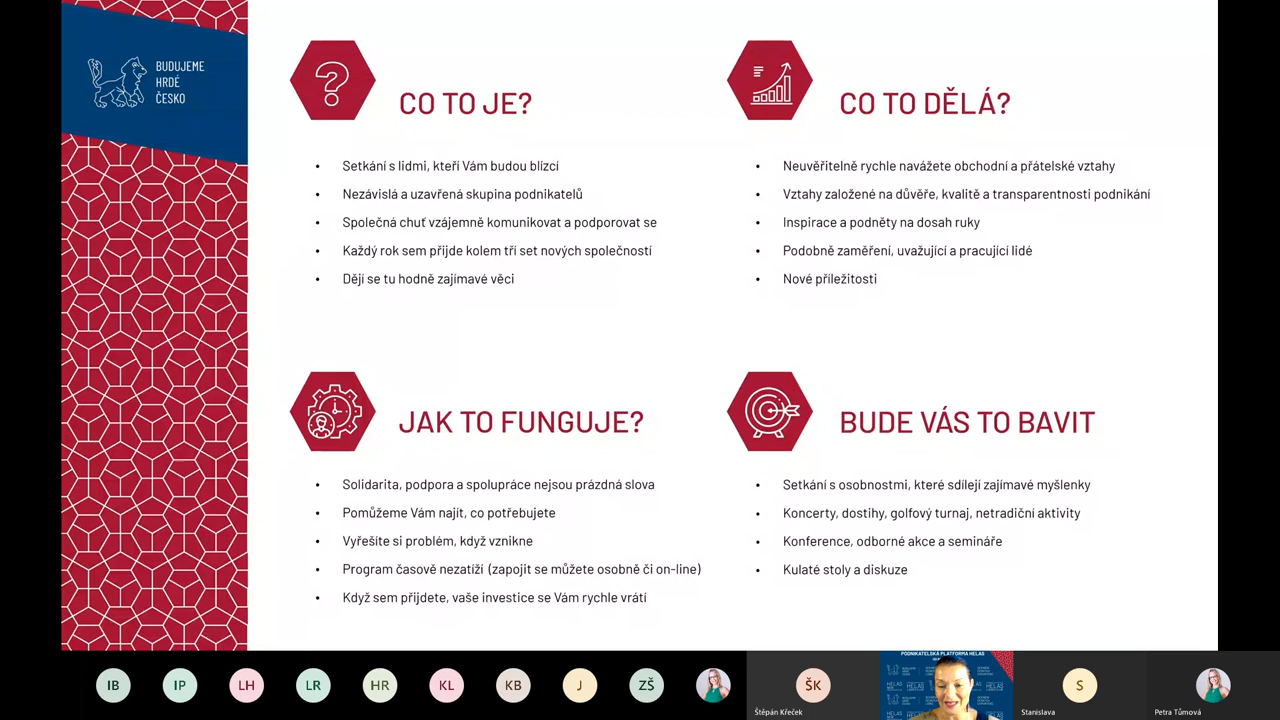 BUDUJEME
HRDÉ
ČESKO
CO TO JE?
• Setkání s lidmi, kteří Vám budou blízcí
• Nezávislá a uzavřená skupina podnikatelů
• Společná chuť vzájemně komunikovat a podporovat se
• Každý rok sem přijde kolem tří set nových společností
• Dějí se tu hodně zajímavé věci
CO TO DĚLÁ?
• Neuvěřitelně rychle navážete obchodní a přátelské vztahy
• Vztahy založené na důvěře, kvalitě a transparentnosti podnikání
• Inspirace a podněty na dosah ruky
• Podobně zaměření, uvažující a pracující lidé
• Nové příležitosti
JAK TO FUNGUJE?
• Solidarita, podpora a spolupráce nejsou prázdná slova
• Pomůžeme Vám najít, co potřebujete
• Vyřešíte si problém, když vznikne
• Program časově nezatíží (zapojit se můžete osobně či on-line)
• Když sem přijdete, vaše investice se Vám rychle vrátí
BUDE VÁS TO BAVIT
• Setkání s osobnostmi, které sdílejí zajímavé myšlenky
• Koncerty, dostihy, golfový turnaj, netradiční aktivity
• Konference, odborné akce a semináře
• Kulaté stoly a diskuze
IB
IP
LH
LR
HR
KL
KB
J
ZŠ
ŠK
Štěpán Křeček
PODNIKATELSKÁ PLATFORMA HELAS
S
Stanislava
Petra Tůmová